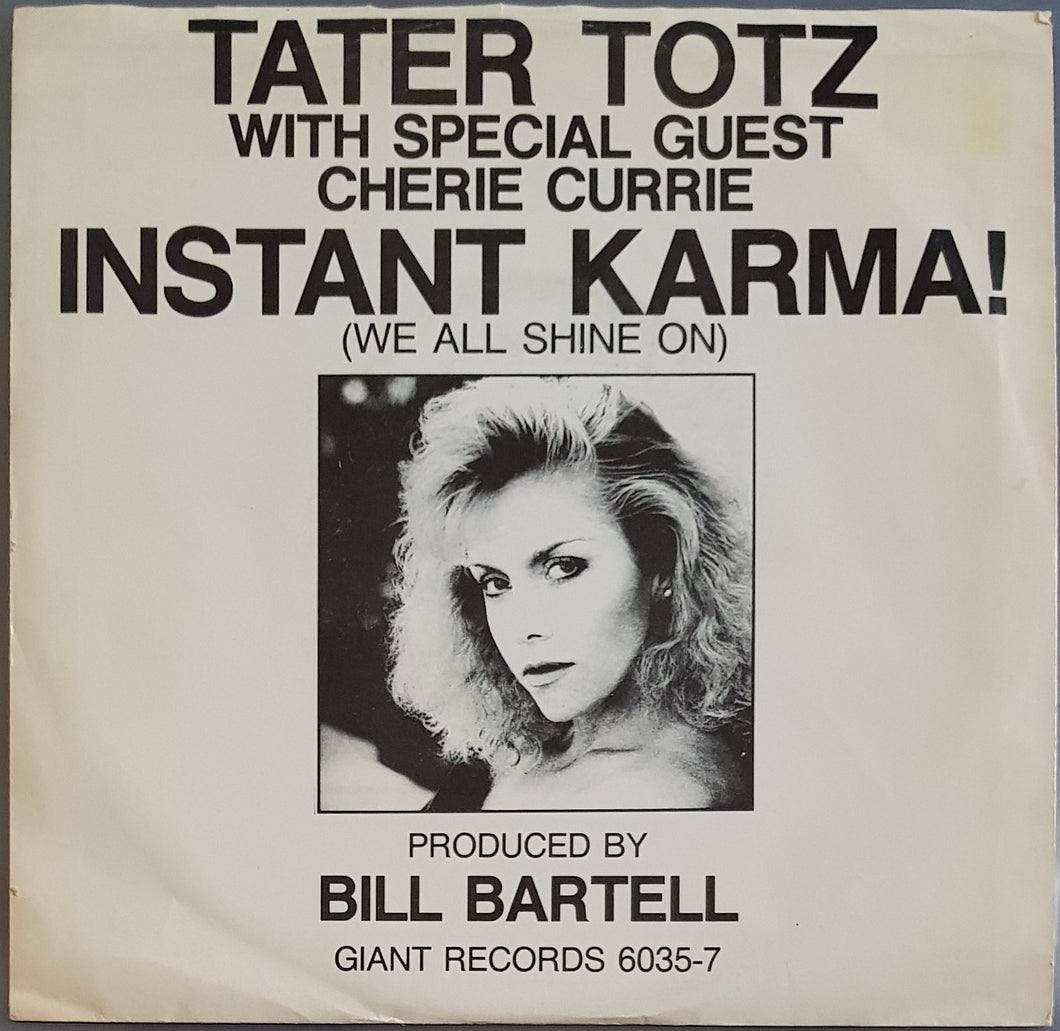 TATER TOTZ
WITH SPECIAL GUEST
CHERIE CURRIE
INSTANT KARMA!
(WE ALL SHINE ON)
PRODUCED BY
BILL BARTELL
GIANT RECORDS 6035-7